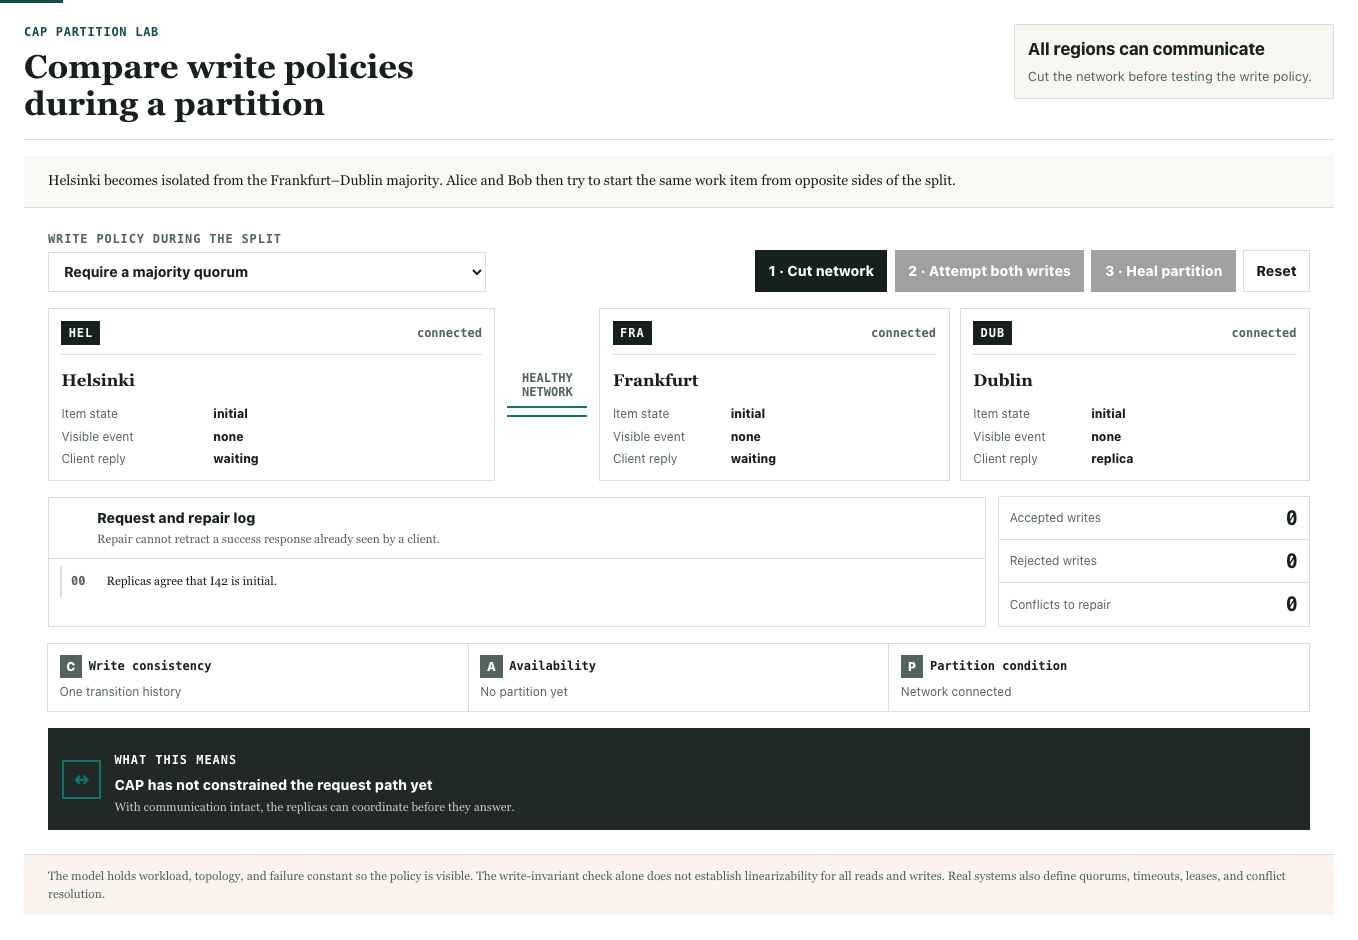 CAP PARTITION LAB
Compare write policies
during a partition
All regions can communicate
Cut the network before testing the write policy.
Helsinki becomes isolated from the Frankfurt–Dublin majority. Alice and Bob then try to start the same work item from opposite sides of the split.
WRITE POLICY DURING THE SPLIT
Require a majority quorum
1 · Cut network
2 · Attempt both writes
3 · Heal partition
Reset
HEL
connected
Helsinki
Item state initial
Visible event none
Client reply waiting
HEALTHY
NETWORK
FRA
connected
Frankfurt
Item state initial
Visible event none
Client reply waiting
DUB
connected
Dublin
Item state initial
Visible event none
Client reply replica
Request and repair log
Repair cannot retract a success response already seen by a client.
00 Replicas agree that I42 is initial.
Accepted writes 0
Rejected writes 0
Conflicts to repair 0
C Write consistency
One transition history
A Availability
No partition yet
P Partition condition
Network connected
↔
WHAT THIS MEANS
CAP has not constrained the request path yet
With communication intact, the replicas can coordinate before they answer.
The model holds workload, topology, and failure constant so the policy is visible. The write-invariant check alone does not establish linearizability for all reads and writes. Real systems also define quorums, timeouts, leases, and conflict
resolution.